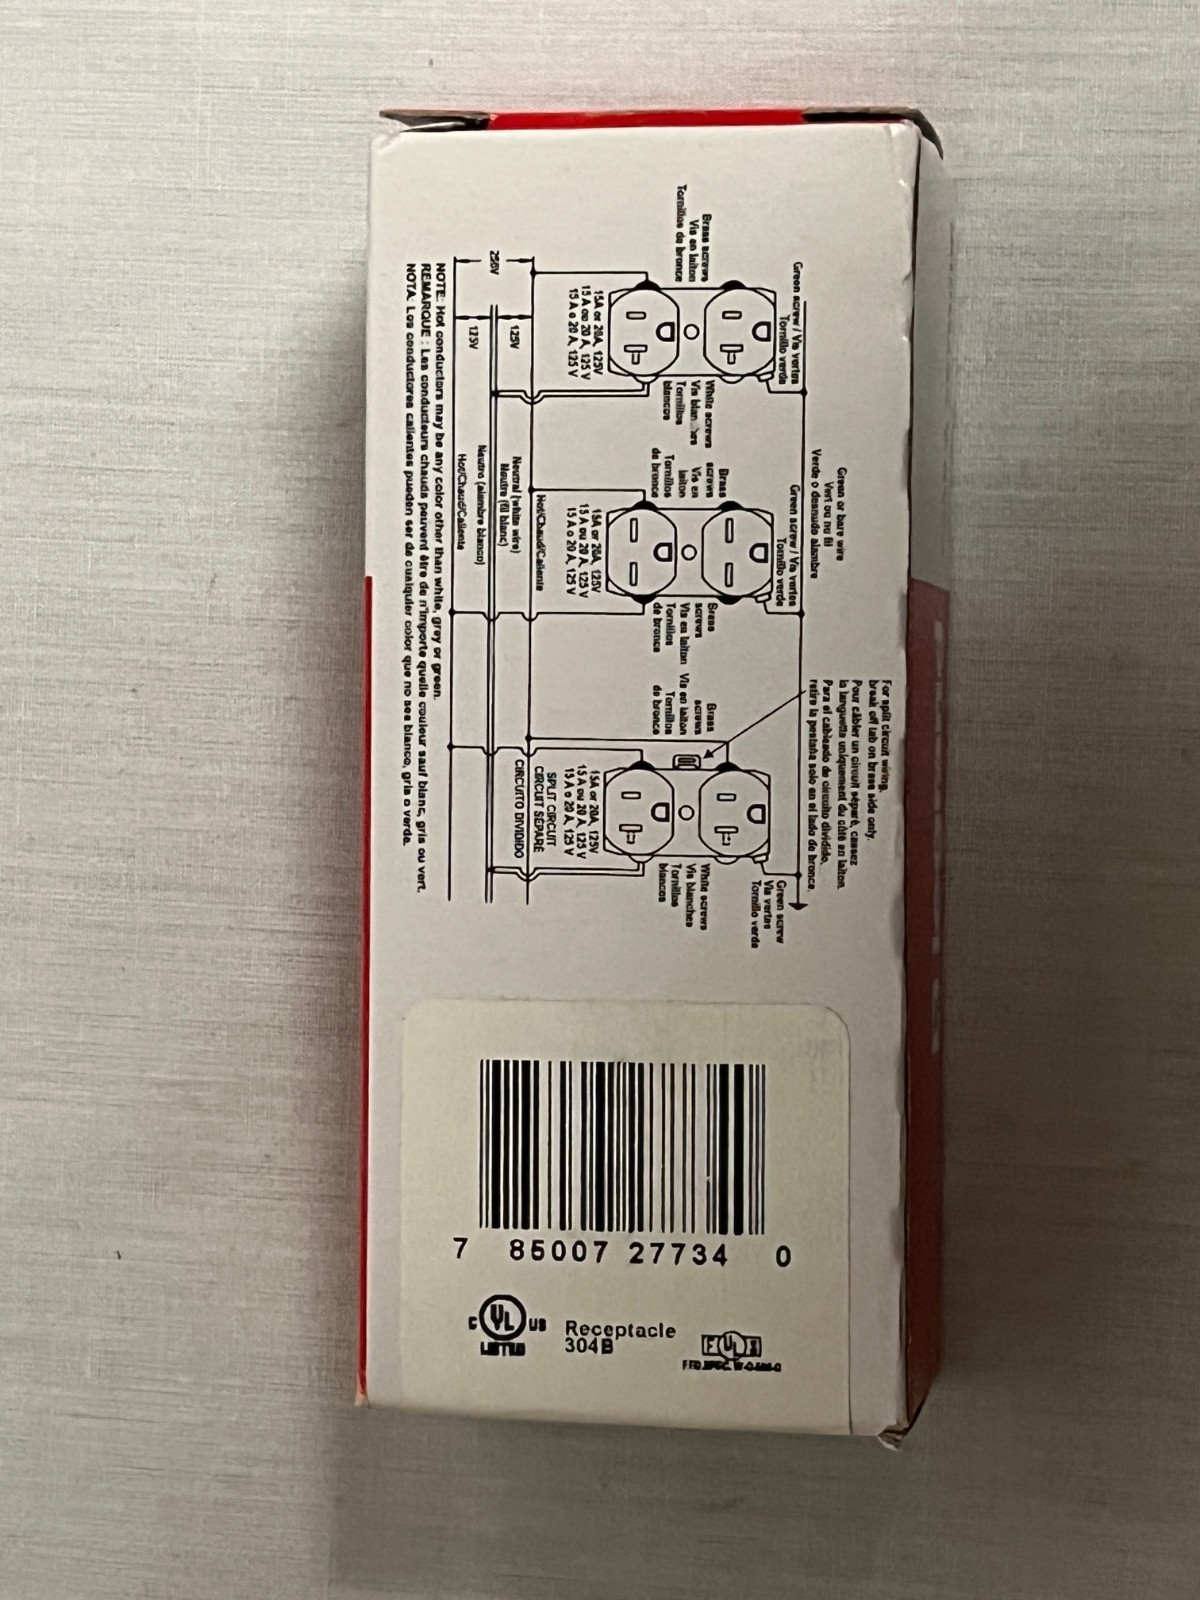 For split circuit wiring,
break off tab on brass side only.
Pour câbler un circuit séparé, cassez
la languette uniquement du côté en laiton.
Para el cableado de circuito dividido,
retire la pestaña solo en el lado de bronce.
Green or bare wire
Vert ou nu fil
Verde o desnudo alambre
Green screw / Vis vertes
Tornillo verde
Green screw / Vis vertes
Tornillo verde
Green screw
Vis vertes
Tornillo verde
Brass screws
Vis en laiton
Tornillos de bronce
White screws
Vis blan hes
Tornillos
blancos
Brass
screws
Vis en
laiton
Tornillos
de bronce
Brass
screws
Vis en laiton
Tornillos
de bronce
Brass
screws
Vis en laiton
Tornillos
de bronce
White screws
Vis blanches
Tornillos
blancos
15A or 20A, 125V
15 A ou 20 A, 125 V
15 A o 20 A, 125 V
15A or 20A, 125V
15 A ou 20 A, 125 V
15 A o 20 A, 125 V
15A or 20A, 125V
15 A ou 20 A, 125 V
15 A o 20 A, 125 V
SPLIT CIRCUIT
CIRCUIT SÉPARÉ
CIRCUITO DIVIDIDO
Hot/Chaud/Caliente
250V
125V
Neutral (white wire)
Neutre (fil blanc)
Neutro (alambre blanco)
125V
Hot/Chaud/Caliente
NOTE: Hot conductors may be any color other than white, grey or green.
REMARQUE : Les conducteurs chauds peuvent être de n'importe quelle couleur sauf blanc, gris ou vert.
NOTA: Los conductores calientes pueden ser de cualquier color que no sea blanco, gris o verde.
7 85007 27734 0
C UL US
LISTED
Receptacle
304B